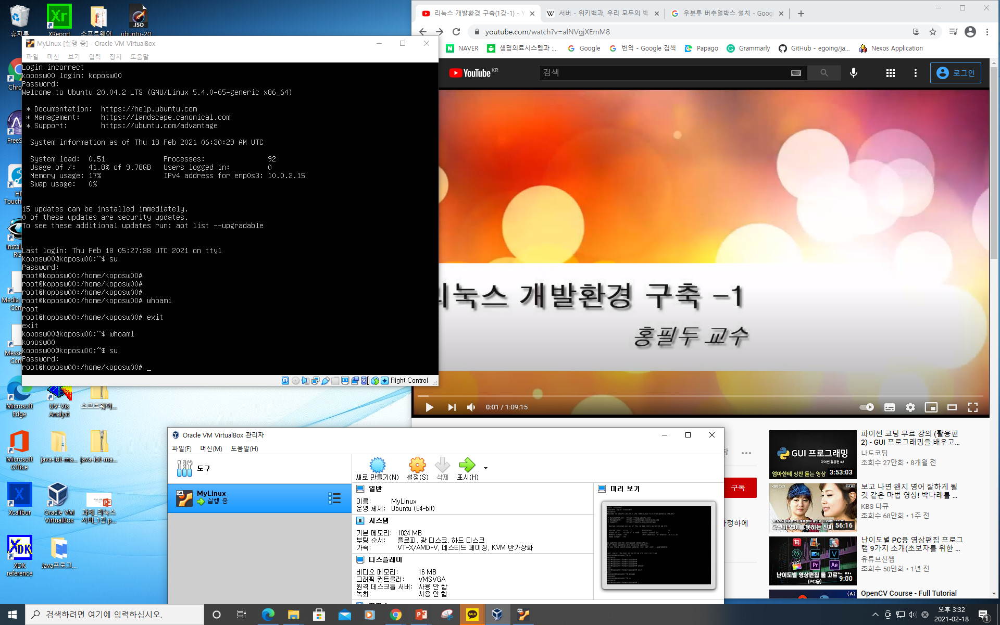 휴지통
XReport
소프트웨어
ubuntu-20
.ISO
MyLinux [실행 중] - Oracle VM VirtualBox
파일 머신 보기 입력 장치 도움말
Login incorrect
koposw00 login: koposw00
Password:
Welcome to Ubuntu 20.04.2 LTS (GNU/Linux 5.4.0-65-generic x86_64)
* Documentation: https://help.ubuntu.com
* Management: https://landscape.canonical.com
* Support: https://ubuntu.com/advantage
System information as of Thu 18 Feb 2021 06:30:29 AM UTC
System load: 0.51 Processes: 92
Usage of /: 41.8% of 9.78GB Users logged in: 0
Memory usage: 17% IPv4 address for enp0s3: 10.0.2.15
Swap usage: 0%
15 updates can be installed immediately.
0 of these updates are security updates.
To see these additional updates run: apt list --upgradable
Last login: Thu Feb 18 05:27:38 UTC 2021 on tty1
koposw00@koposw00:~$ su
Password:
root@koposw00:/home/koposw00#
root@koposw00:/home/koposw00#
root@koposw00:/home/koposw00#
root@koposw00:/home/koposw00# whoami
root
root@koposw00:/home/koposw00# exit
exit
koposw00@koposw00:~$ whoami
koposw00
koposw00@koposw00:~$ su
Password:
root@koposw00:/home/koposw00# _
Right Control
Chro
FreeS
HP
Touch
Install
RG
Media
Cen
Messe
Cen
Microsoft Edge
UV-Vis Analyst
소프트웨어...
Microsoft Office
java-iot-ma...
java-iot-ma...
Xcalibur
Oracle VM VirtualBox
과제_리눅스
서버_1강.p...
XDK reference
Java프로그...
리눅스 개발환경 구축(1강-1) - Y
서버 - 위키백과, 우리 모두의 백
우분투 버추얼박스 설치 - Goog
youtube.com/watch?v=alNVgjXEmM8
NAVER
생명의료시스템과 :...
Google
번역 - Google 검색
Papago
Grammarly
GitHub - egoing/ja...
Nexos Application
YouTube KR
검색
로그인
리눅스 개발환경 구축 -1
홍필두 교수
0:01 / 1:09:15
구독
파이썬 코딩 무료 강의 (활용편
2) - GUI 프로그래밍을 배우고...
나도코딩
조회수 27만회 • 8개월 전
GUI 프로그래밍
파이썬 활용편 #2
엄마한테 칭찬 듣는 영상
3:53:03
보고 나면 왠지 영어 잘하게 될
것 같은 마법 영상! 박나래를 ...
KBS 다큐
조회수 68만회 • 1주 전
KBS 다큐
당신이 영어를 못하는 진짜
56:16
난이도별 PC용 영상편집 프로그
램 9가지 소개(초보자를 위한 ...
유튜브신쌤
조회수 50만회 • 1년 전
Pr
Ae
난이도별 영상편집 툴 고르는
(PC용)
9:00
OpenCV Course - Full Tutorial
Oracle VM VirtualBox 관리자
파일(F) 머신(M) 도움말(H)
도구
새로 만들기(N) 설정(S) 삭제 표시(H)
MyLinux
실행 중
64
일반
이름: MyLinux
운영 체제: Ubuntu (64-bit)
시스템
기본 메모리: 1024 MB
부팅 순서: 플로피, 광 디스크, 하드 디스크
가속: VT-X/AMD-V, 네스티드 페이징, KVM 반가상화
디스플레이
비디오 메모리: 16 MB
그래픽 컨트롤러: VMSVGA
원격 데스크톱 서버: 사용 안 함
녹화: 사용 안 함
미리 보기
검색하려면 여기에 입력하십시오.
TALK
오후 3:32
2021-02-18
1